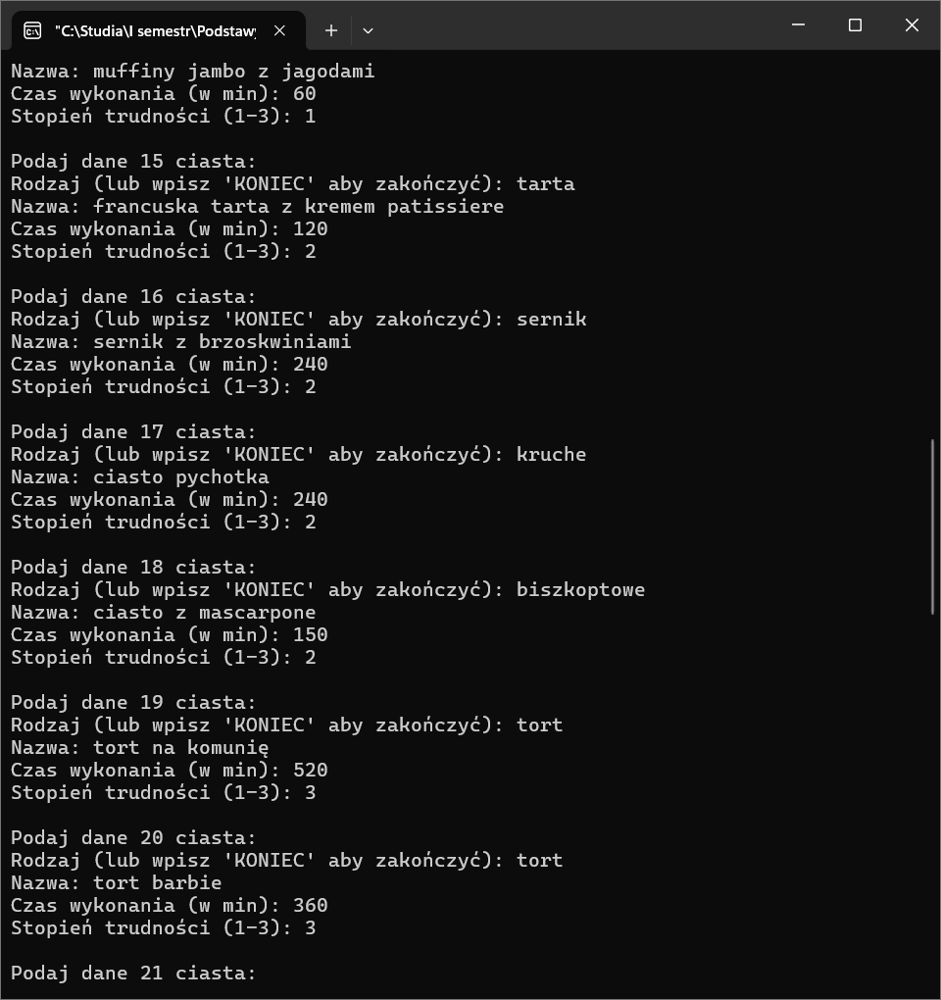 "C:\Studia\I semestr\Podstawy
Nazwa: muffiny jambo z jagodami
Czas wykonania (w min): 60
Stopień trudności (1-3): 1
Podaj dane 15 ciasta:
Rodzaj (lub wpisz 'KONIEC' aby zakończyć): tarta
Nazwa: francuska tarta z kremem patissiere
Czas wykonania (w min): 120
Stopień trudności (1-3): 2
Podaj dane 16 ciasta:
Rodzaj (lub wpisz 'KONIEC' aby zakończyć): sernik
Nazwa: sernik z brzoskwiniami
Czas wykonania (w min): 240
Stopień trudności (1-3): 2
Podaj dane 17 ciasta:
Rodzaj (lub wpisz 'KONIEC' aby zakończyć): kruche
Nazwa: ciasto pychotka
Czas wykonania (w min): 240
Stopień trudności (1-3): 2
Podaj dane 18 ciasta:
Rodzaj (lub wpisz 'KONIEC' aby zakończyć): biszkoptowe
Nazwa: ciasto z mascarpone
Czas wykonania (w min): 150
Stopień trudności (1-3): 2
Podaj dane 19 ciasta:
Rodzaj (lub wpisz 'KONIEC' aby zakończyć): tort
Nazwa: tort na komunię
Czas wykonania (w min): 520
Stopień trudności (1-3): 3
Podaj dane 20 ciasta:
Rodzaj (lub wpisz 'KONIEC' aby zakończyć): tort
Nazwa: tort barbie
Czas wykonania (w min): 360
Stopień trudności (1-3): 3
Podaj dane 21 ciasta: